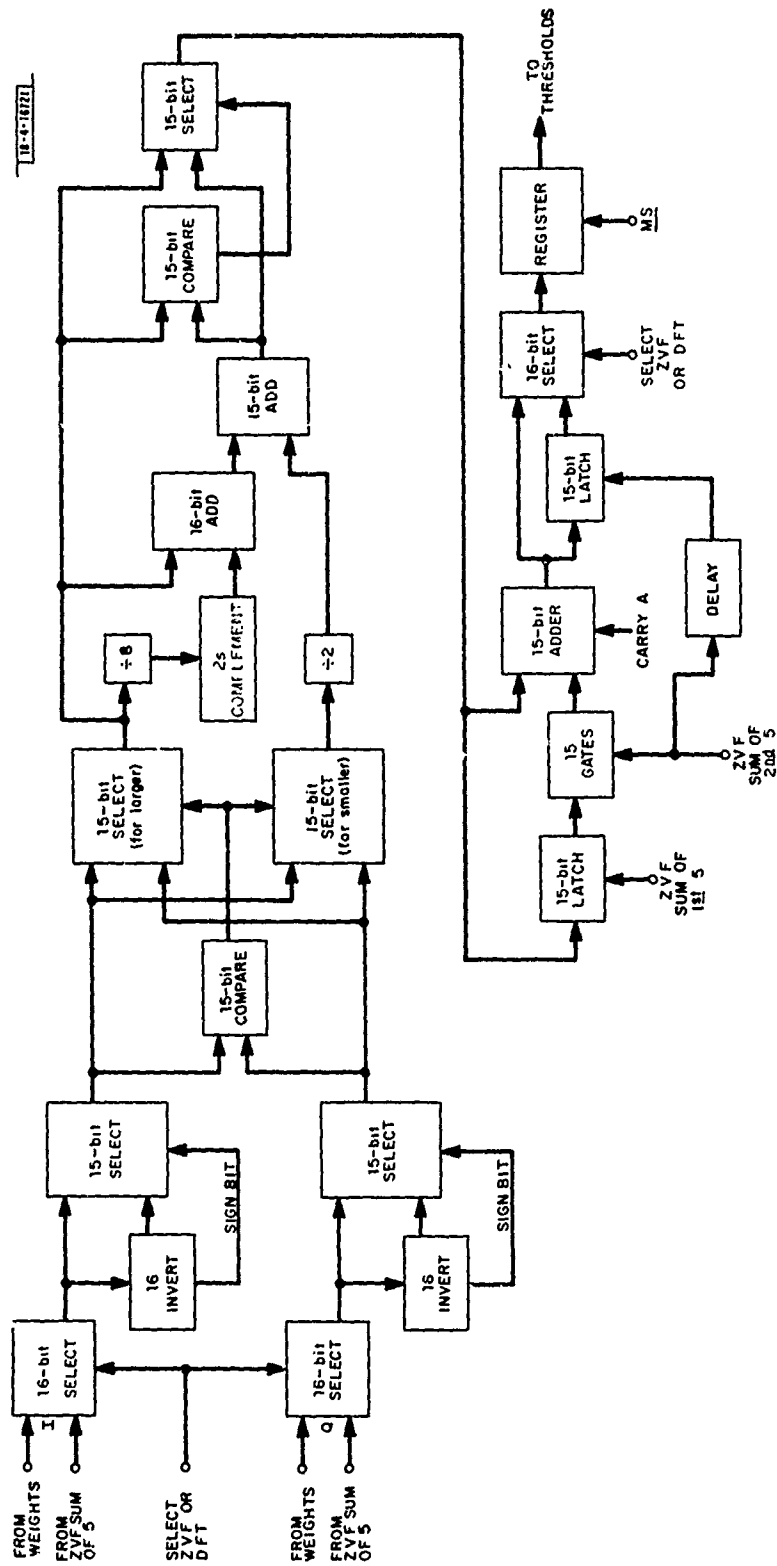 18-4-16721
FROM
WEIGHTS
FROM
ZVF SUM
OF 5
SELECT
ZVF OR
DFT
FROM
WEIGHTS
FROM
ZVF SUM
OF 5
I
16-bit
SELECT
Q
16-bit
SELECT
16
INVERT
SIGN BIT
16
INVERT
SIGN BIT
15-bit
SELECT
15-bit
SELECT
15-bit
COMPARE
15-bit
SELECT
(for larger)
15-bit
SELECT
(for smaller)
÷8
2s
COMPLEMENT
÷2
16-bit
ADD
15-bit
ADD
15-bit
COMPARE
15-bit
SELECT
15-bit
LATCH
ZVF
SUM OF
1st 5
15
GATES
ZVF
SUM OF
2nd 5
15-bit
ADDER
CARRY A
DELAY
15-bit
LATCH
16-bit
SELECT
SELECT
ZVF
OR DFT
REGISTER
MS
TO
THRESHOLDS